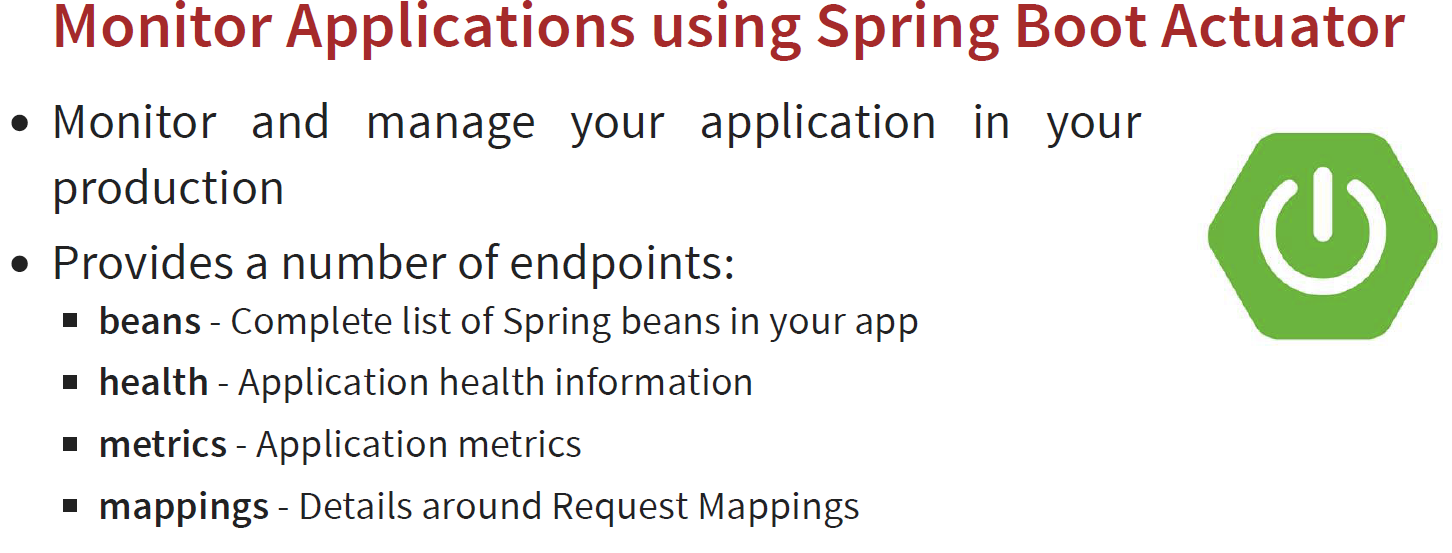 Monitor Applications using Spring Boot Actuator
• Monitor and manage your application in your
production
• Provides a number of endpoints:
▪ beans - Complete list of Spring beans in your app
▪ health - Application health information
▪ metrics - Application metrics
▪ mappings - Details around Request Mappings